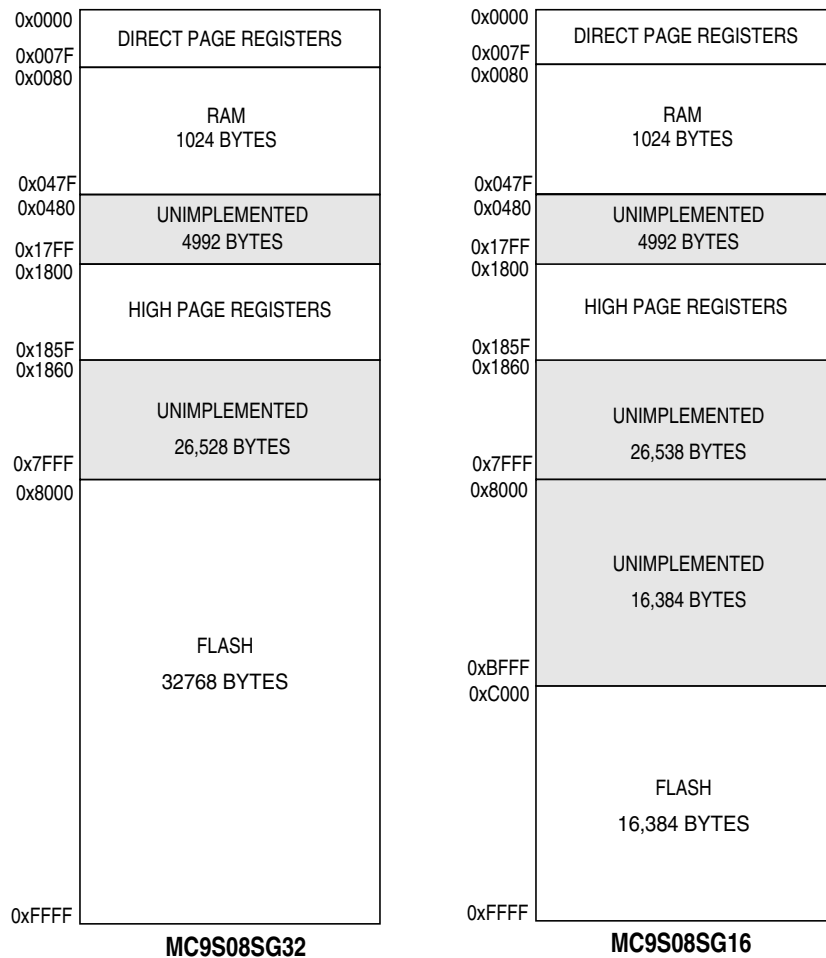 0x0000
DIRECT PAGE REGISTERS
0x007F
0x0080
RAM
1024 BYTES
0x047F
0x0480
UNIMPLEMENTED
4992 BYTES
0x17FF
0x1800
HIGH PAGE REGISTERS
0x185F
0x1860
UNIMPLEMENTED
26,528 BYTES
0x7FFF
0x8000
FLASH
32768 BYTES
0xFFFF
MC9S08SG32
0x0000
DIRECT PAGE REGISTERS
0x007F
0x0080
RAM
1024 BYTES
0x047F
0x0480
UNIMPLEMENTED
4992 BYTES
0x17FF
0x1800
HIGH PAGE REGISTERS
0x185F
0x1860
UNIMPLEMENTED
26,538 BYTES
0x7FFF
0x8000
UNIMPLEMENTED
16,384 BYTES
0xBFFF
0xC000
FLASH
16,384 BYTES
0xFFFF
MC9S08SG16